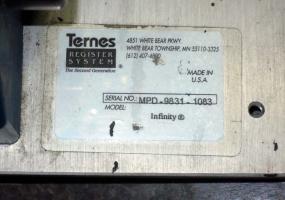 Ternes
REGISTER
SYSTEM
The Second Generation
4851 WHITE BEAR PKWY.
WHITE BEAR TOWNSHIP, MN 55110-3325
(612) 407-
MADE IN
U.S.A.
SERIAL NO.: MPD-9831-1083
MODEL:
Infinity ®